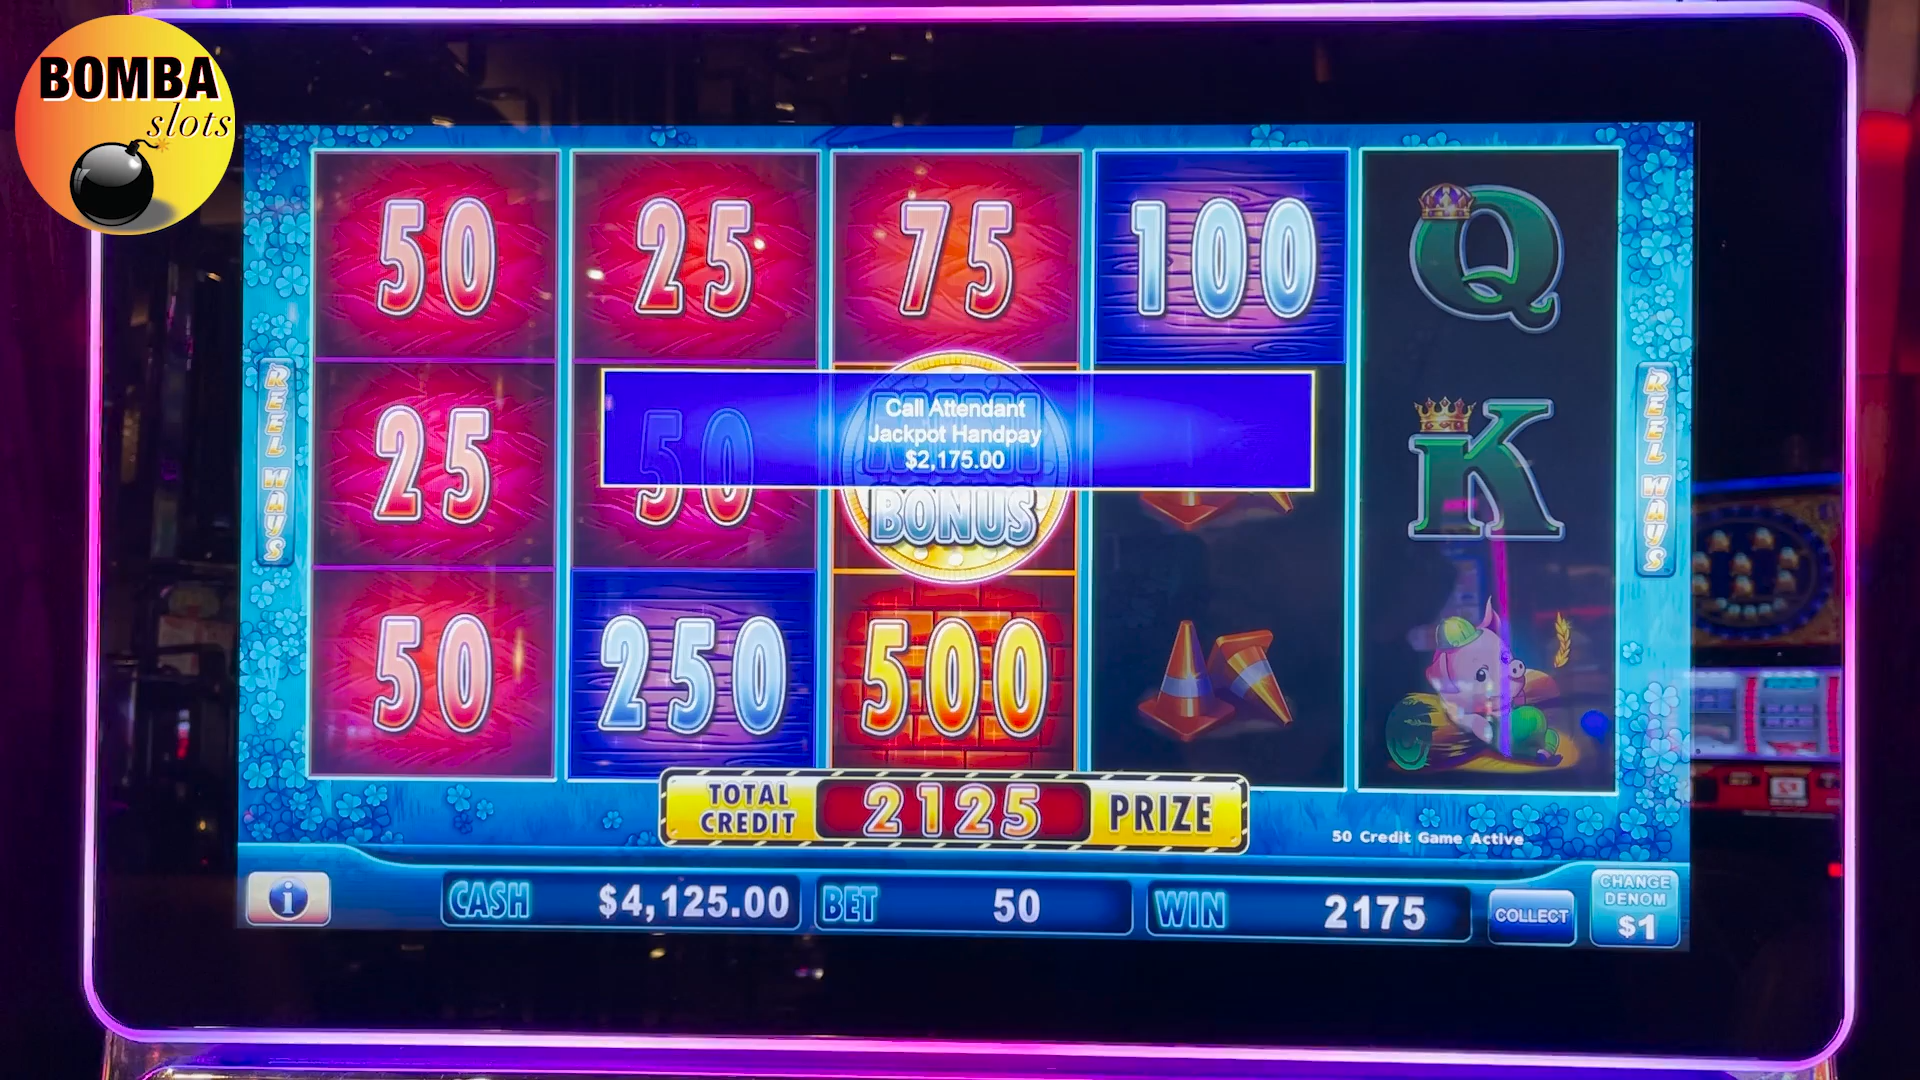 BOMBA
slots
50 25 75 100 Q
Call Attendant
Jackpot Handpay
$2,175.00
25 50 K
BONUS
50 250 500
REEL WAYS
REEL WAYS
TOTAL
CREDIT
2125 PRIZE
50 Credit Game Active
i CASH $4,125.00 BET 50 WIN 2175 COLLECT
CHANGE
DENOM
$1